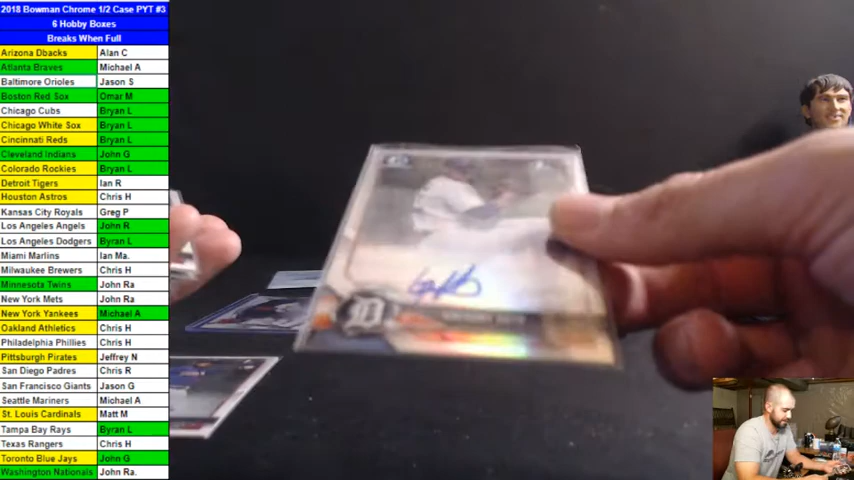 2018 Bowman Chrome 1/2 Case PYT #3
6 Hobby Boxes
Breaks When Full
Arizona Dbacks Alan C
Atlanta Braves Michael A
Baltimore Orioles Jason S
Boston Red Sox Omar M
Chicago Cubs Bryan L
Chicago White Sox Bryan L
Cincinnati Reds Bryan L
Cleveland Indians John G
Colorado Rockies Bryan L
Detroit Tigers Ian R
Houston Astros Chris H
Kansas City Royals Greg P
Los Angeles Angels John R
Los Angeles Dodgers Byran L
Miami Marlins Ian Ma.
Milwaukee Brewers Chris H
Minnesota Twins John Ra
New York Mets John Ra
New York Yankees Michael A
Oakland Athletics Chris H
Philadelphia Phillies Chris H
Pittsburgh Pirates Jeffrey N
San Diego Padres Chris R
San Francisco Giants Jason G
Seattle Mariners Michael A
St. Louis Cardinals Matt M
Tampa Bay Rays Byran L
Texas Rangers Chris H
Toronto Blue Jays John G
Washington Nationals John Ra.